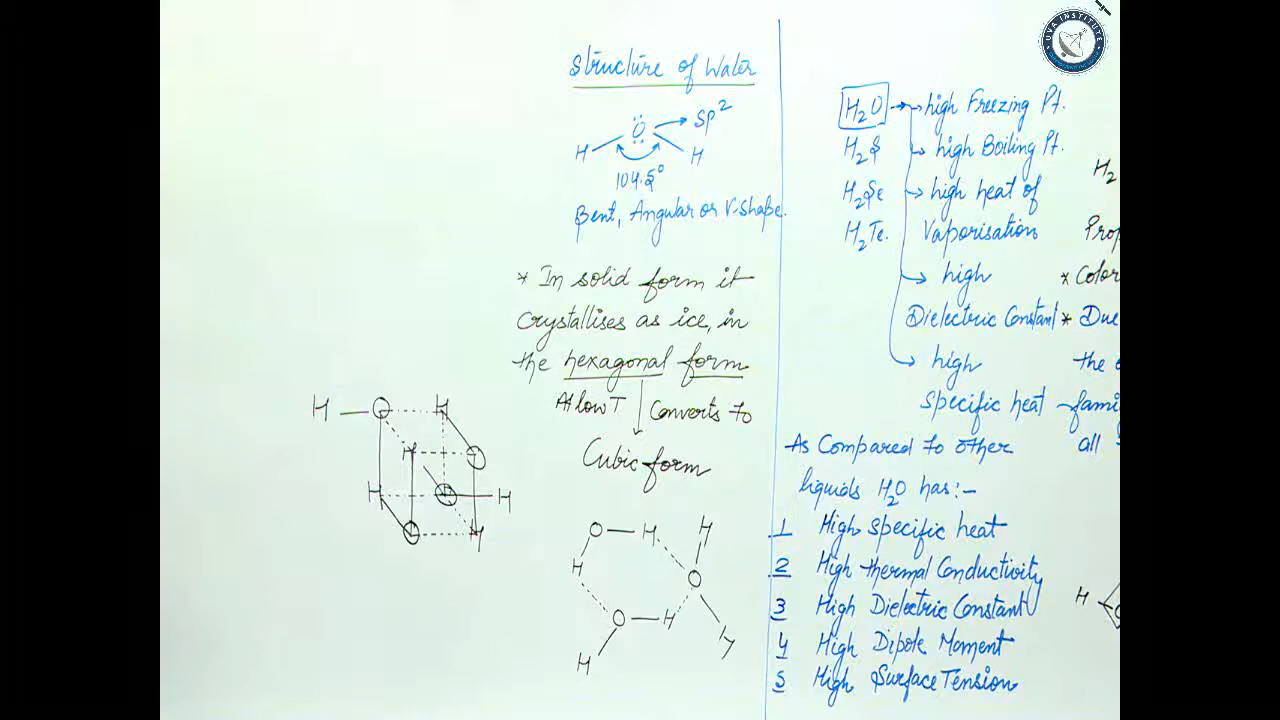 UVA INSTITUTE
Structure of Water
Ö → Sp²
H H
104.5°
Bent, Angular or V-shape.
* In solid form it
crystallises as ice, in
the hexagonal form
At low T Converts to
Cubic form
H O H
H O
H O H
O H
O H H
H O
O H
H
H₂O → high Freezing Pt.
H₂S → high Boiling Pt.
H₂Se → high heat of
H₂Te. Vaporisation
high
Dielectric Constant
high
Specific heat
As Compared to other
liquids H₂O has:-
1 High specific heat
2 High thermal Conductivity
3 High Dielectric Constant
4 High Dipole Moment
5 High Surface Tension
H₂
Prop
* Color
* Due
the
fami
all
H